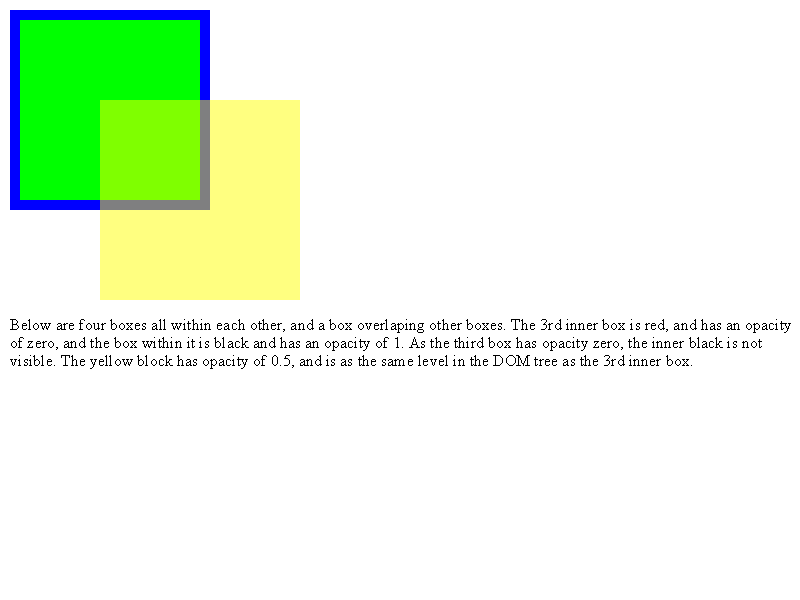 Below are four boxes all within each other, and a box overlaping other boxes. The 3rd inner box is red, and has an opacity
of zero, and the box within it is black and has an opacity of 1. As the third box has opacity zero, the inner black is not
visible. The yellow block has opacity of 0.5, and is as the same level in the DOM tree as the 3rd inner box.